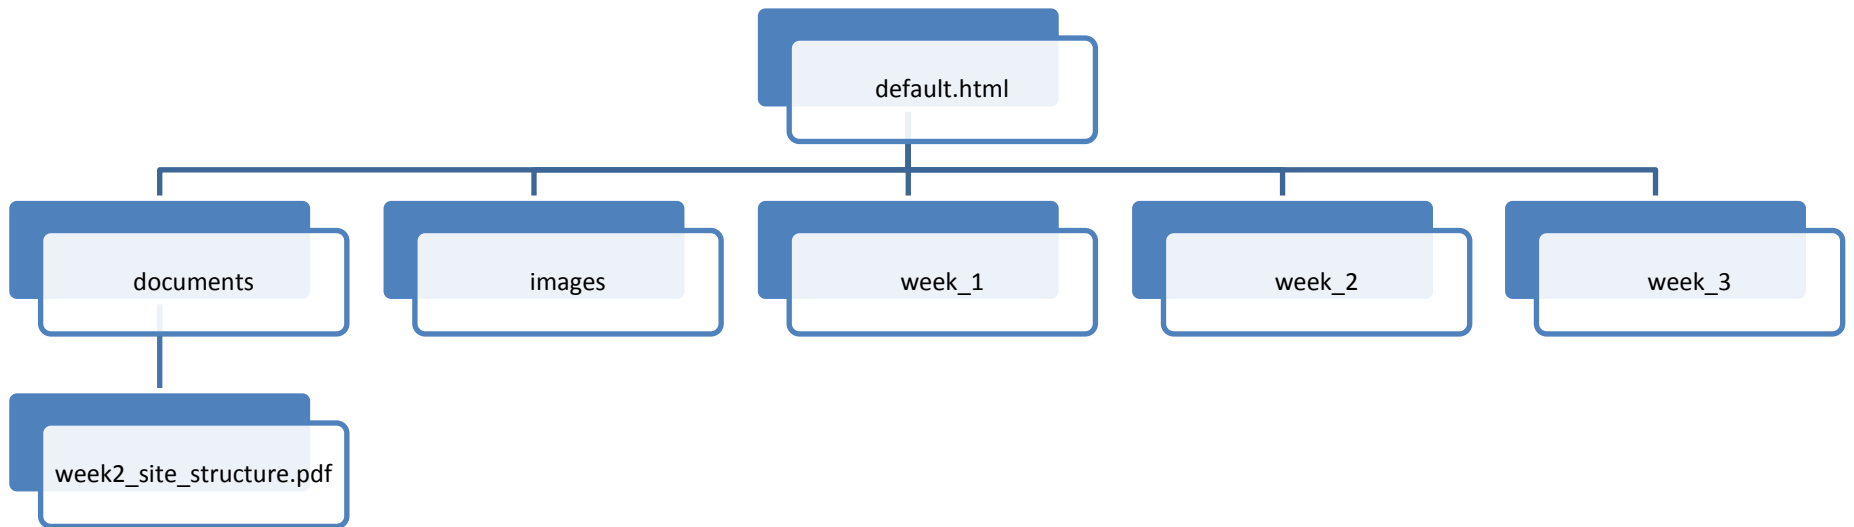 default.html
documents
images
week_1
week_2
week_3
week2_site_structure.pdf